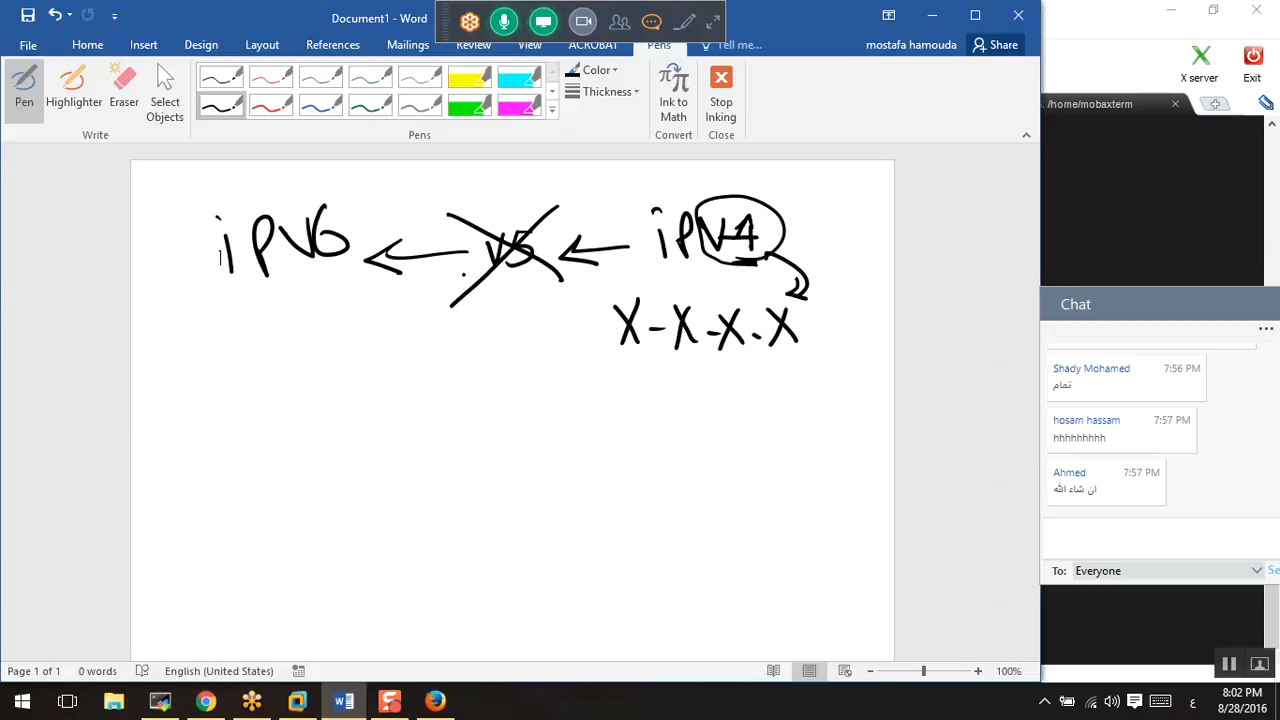 Document1 - Word
File Home Insert Design Layout References Mailings Review View ACROBAT Pens Tell me... mostafa hamouda Share
X server Exit
Pen Highlighter Eraser Select Objects
Color
Thickness
Ink to Math
Stop Inking
Write Pens Convert Close
/home/mobaxterm
iPV6 ← V5 ← iPV4
X - X - X - X
Chat
Shady Mohamed 7:56 PM
تمام
hosam hassam 7:57 PM
hhhhhhhhh
Ahmed 7:57 PM
ان شاء الله
To: Everyone
Page 1 of 1 0 words English (United States) 100%
ع 8:02 PM
8/28/2016